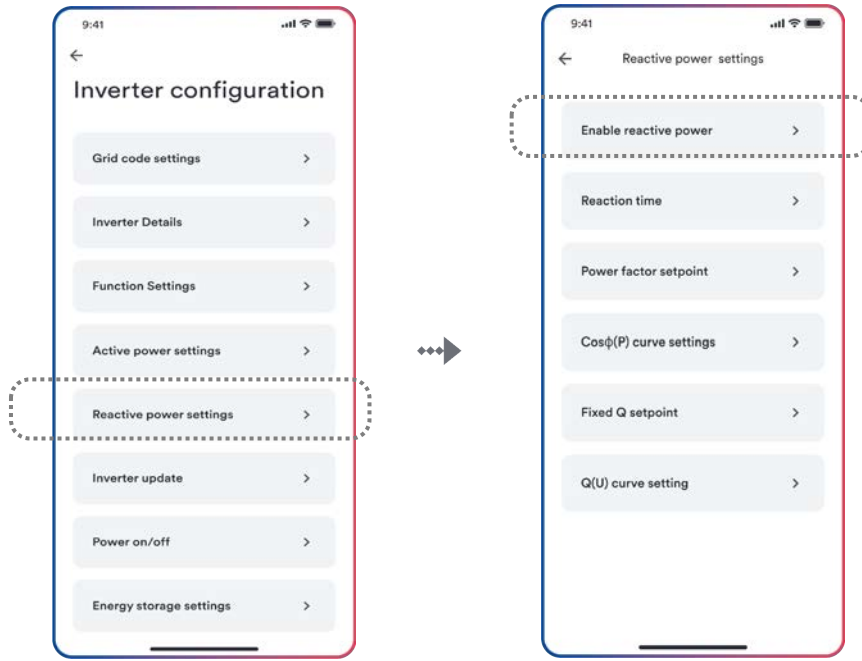 9:41
Inverter configuration
Grid code settings
Inverter Details
Function Settings
Active power settings
Reactive power settings
Inverter update
Power on/off
Energy storage settings
9:41
Reactive power settings
Enable reactive power
Reaction time
Power factor setpoint
Cosϕ(P) curve settings
Fixed Q setpoint
Q(U) curve setting